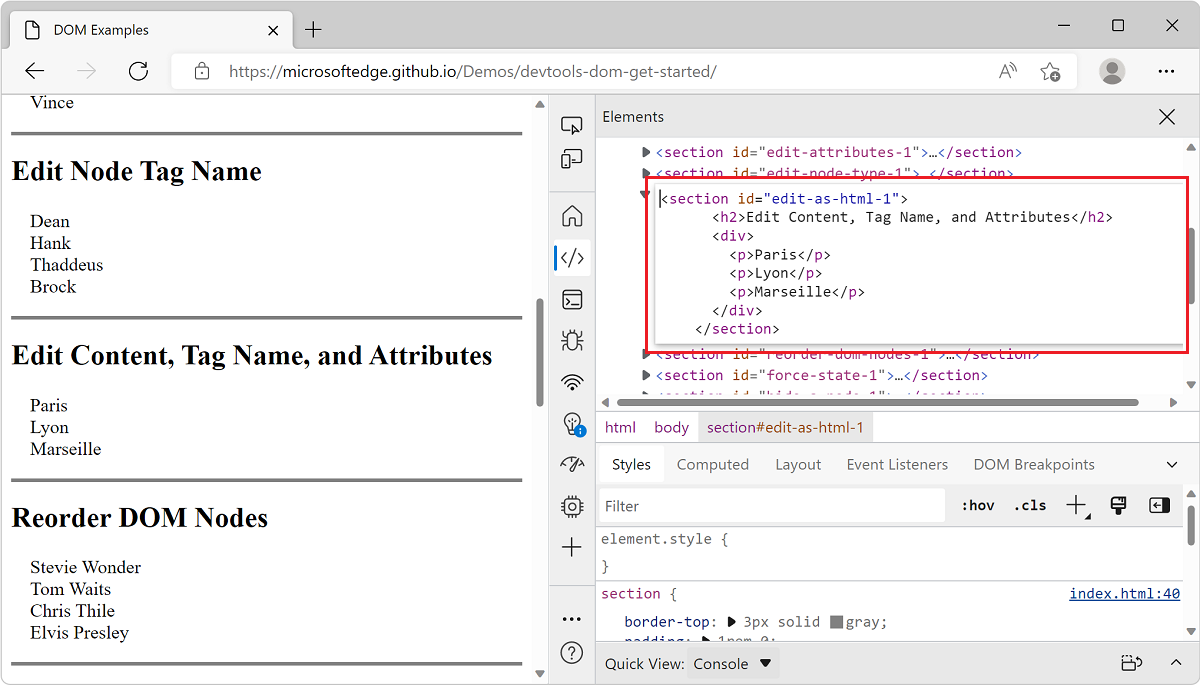 DOM Examples
https://microsoftedge.github.io/Demos/devtools-dom-get-started/
Vince
Edit Node Tag Name
Dean
Hank
Thaddeus
Brock
Edit Content, Tag Name, and Attributes
Paris
Lyon
Marseille
Reorder DOM Nodes
Stevie Wonder
Tom Waits
Chris Thile
Elvis Presley
Elements
<section id="edit-attributes-1">…</section>
<section id="edit-node-type-1">…</section>
<section id="edit-as-html-1">
<h2>Edit Content, Tag Name, and Attributes</h2>
<div>
<p>Paris</p>
<p>Lyon</p>
<p>Marseille</p>
</div>
</section>
<section id="reorder-dom-nodes-1">…</section>
<section id="force-state-1">…</section>
html body section#edit-as-html-1
Styles Computed Layout Event Listeners DOM Breakpoints
Filter :hov .cls
element.style {
}
section { index.html:40
border-top: 3px solid gray;
padding: 1rem 0;
Quick View: Console